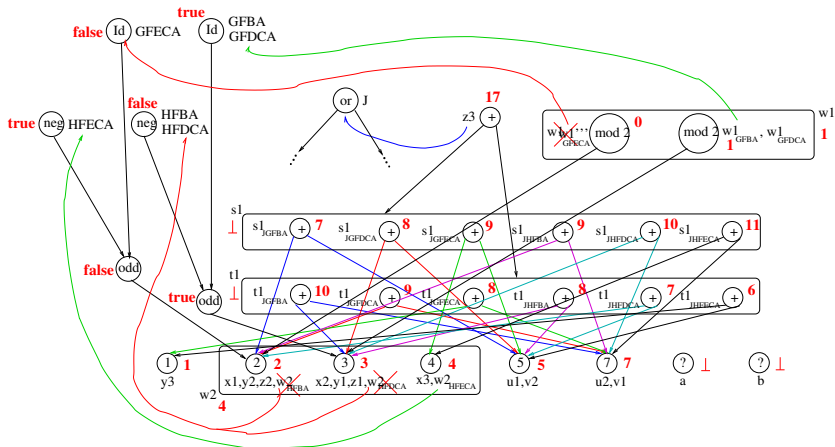 true
GFBA
false Id GFECA Id GFDCA
17
or J
z3 +
0
w1
w1''' GFECA mod 2 mod 2 w1GFBA, w1GFDCA
1 1
false
true neg HFECA neg HFBA
HFDCA
s1
⊥ s1JGFBA + 7 s1JGFDCA + 8 s1JGFECA + 9 s1JHFBA + 9 s1JHFDCA + 10 s1JHFECA + 11
false odd
t1
⊥ t1JGFBA + 10 t1JGFDCA + 9 t1JGFECA + 8 t1JHFBA + 8 t1JHFDCA + 7 t1JHFECA + 6
true odd
1 1 2 2 3 3 4 4 5 5 7 7 ? ⊥ ? ⊥
y3 x1,y2,z2,w2HFBA x2,y1,z1,w2HFDCA x3,w2HFECA u1,v2 u2,v1 a b
w2
4